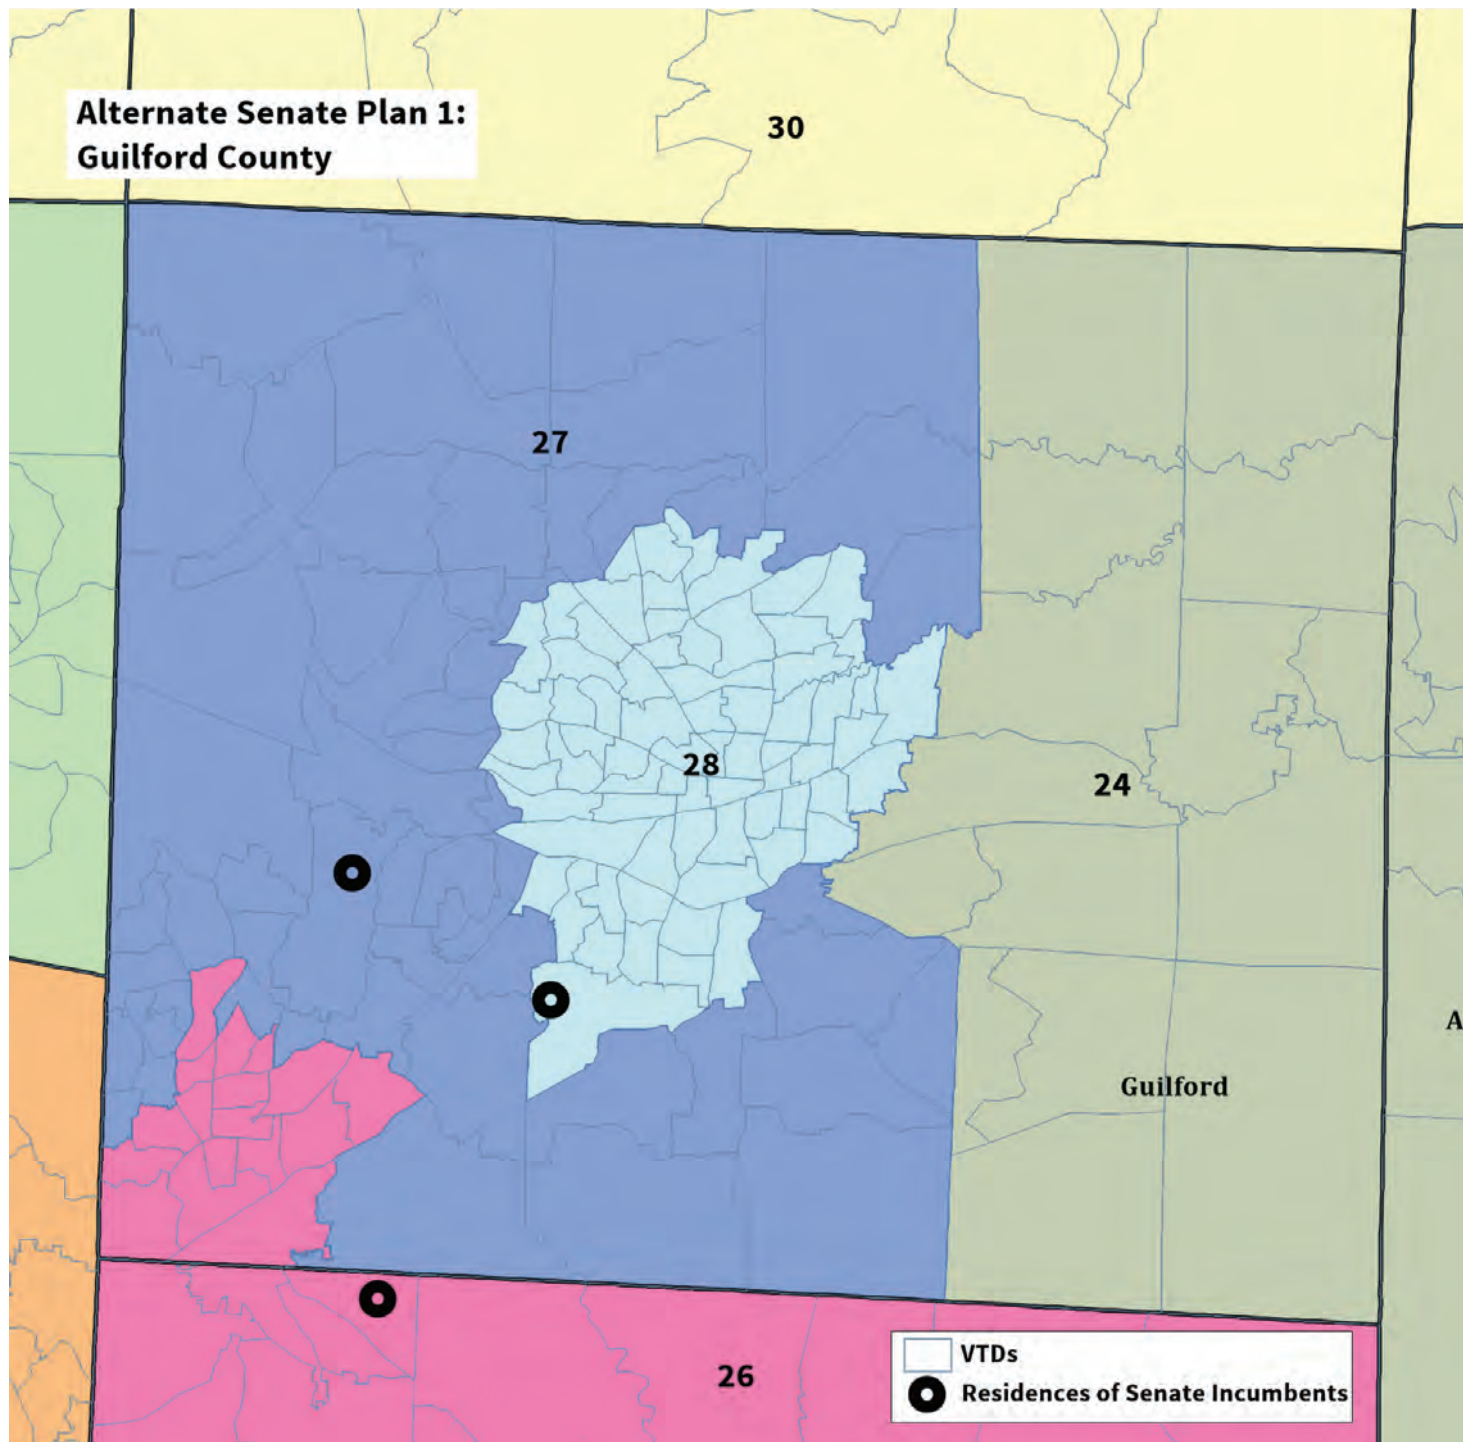 Alternate Senate Plan 1:
Guilford County
30
27
28
24
A
Guilford
26
VTDs
Residences of Senate Incumbents